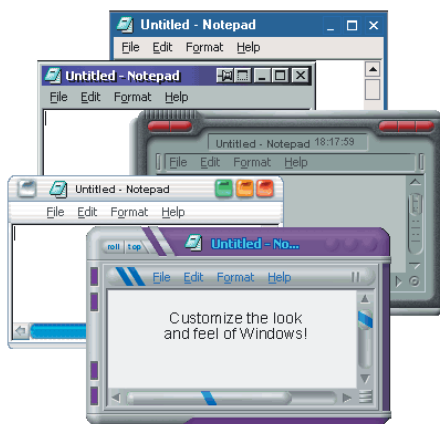 Untitled - Notepad
File Edit Format Help
Untitled - Notepad
File Edit Format Help
Untitled - Notepad 18:17:59
File Edit Format Help
Untitled - Notepad
File Edit Format Help
roll top Untitled - No...
File Edit Format Help
Customize the look
and feel of Windows!